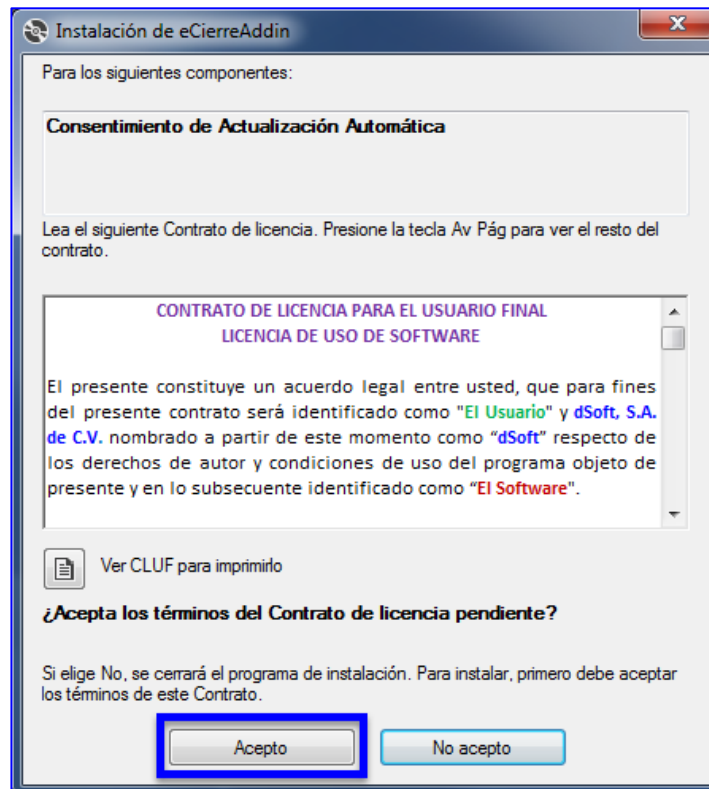 Instalación de eCierreAddin
Para los siguientes componentes:
Consentimiento de Actualización Automática
Lea el siguiente Contrato de licencia. Presione la tecla Av Pág para ver el resto del
contrato.
CONTRATO DE LICENCIA PARA EL USUARIO FINAL
LICENCIA DE USO DE SOFTWARE
El presente constituye un acuerdo legal entre usted, que para fines
del presente contrato será identificado como "El Usuario" y dSoft, S.A.
de C.V. nombrado a partir de este momento como “dSoft” respecto de
los derechos de autor y condiciones de uso del programa objeto de
presente y en lo subsecuente identificado como “El Software".
Ver CLUF para imprimirlo
¿Acepta los términos del Contrato de licencia pendiente?
Si elige No, se cerrará el programa de instalación. Para instalar, primero debe aceptar
los términos de este Contrato.
Acepto
No acepto